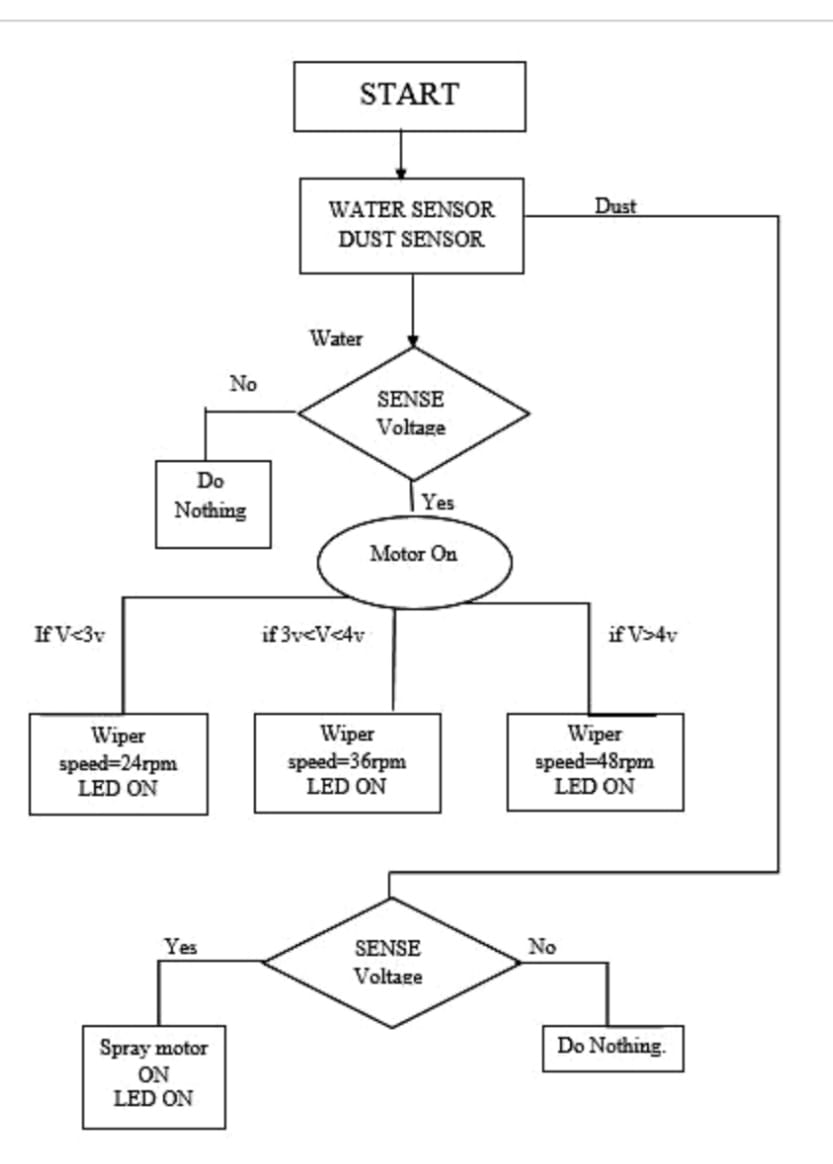 START
WATER SENSOR
DUST SENSOR
Dust
Water
No
SENSE
Voltage
Do
Nothing
Yes
Motor On
If V<3v
if 3v<V<4v
if V>4v
Wiper
speed=24rpm
LED ON
Wiper
speed=36rpm
LED ON
Wiper
speed=48rpm
LED ON
Yes
SENSE
Voltage
No
Spray motor
ON
LED ON
Do Nothing.